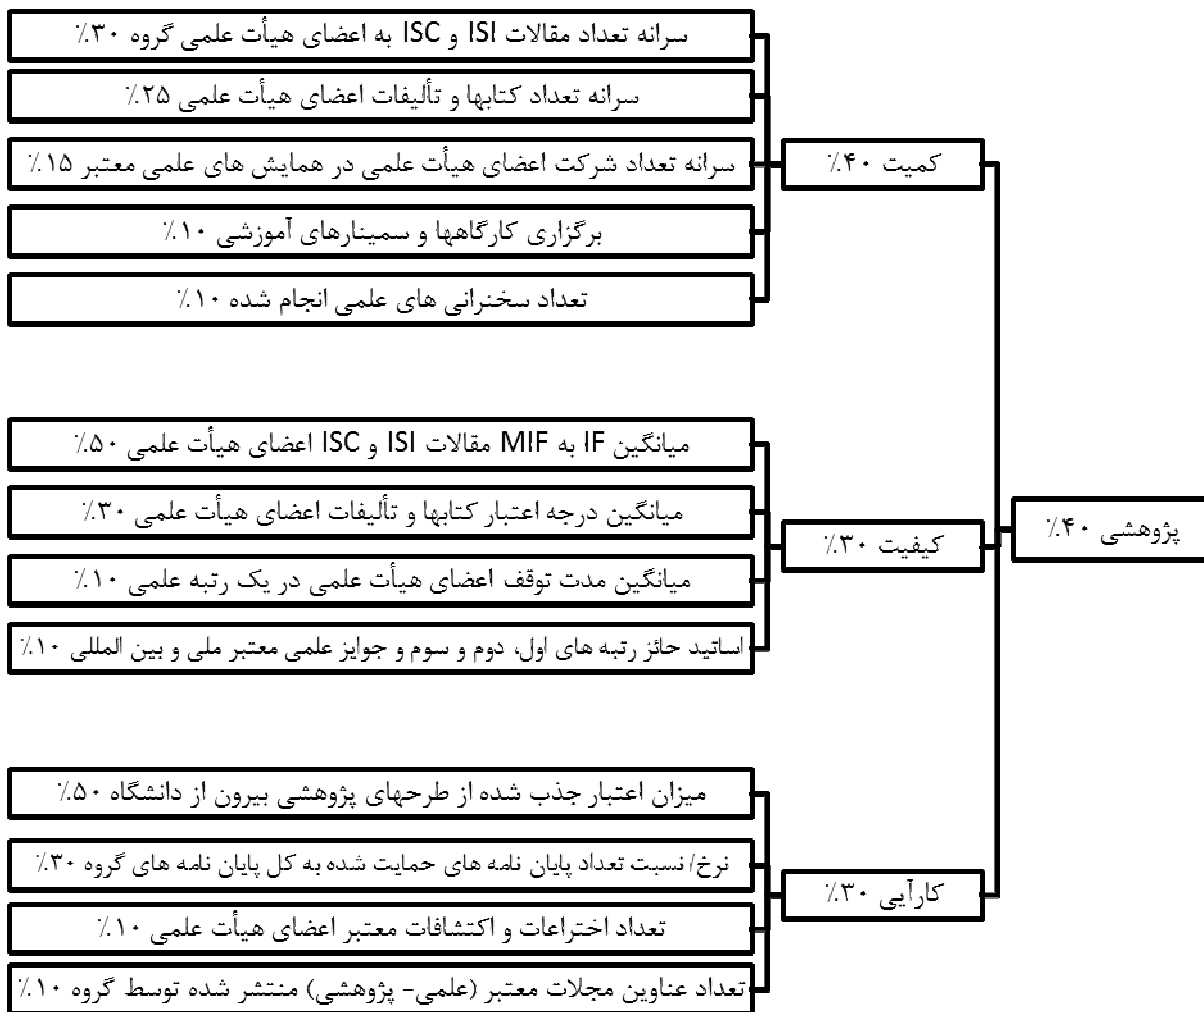 پژوهشی ۴۰٪
کمیت ۴۰٪
سرانه تعداد مقالات ISI و ISC به اعضای هیأت علمی گروه ۳۰٪
سرانه تعداد کتابها و تألیفات اعضای هیأت علمی ۲۵٪
سرانه تعداد شرکت اعضای هیأت علمی در همایش های علمی معتبر ۱۵٪
برگزاری کارگاهها و سمینارهای آموزشی ۱۰٪
تعداد سخنرانی های علمی انجام شده ۱۰٪
کیفیت ۳۰٪
میانگین IF به MIF مقالات ISI و ISC اعضای هیأت علمی ۵۰٪
میانگین درجه اعتبار کتابها و تألیفات اعضای هیأت علمی ۳۰٪
میانگین مدت توقف اعضای هیأت علمی در یک رتبه علمی ۱۰٪
اساتید حائز رتبه های اول، دوم و سوم و جوایز علمی معتبر ملی و بین المللی ۱۰٪
کارآیی ۳۰٪
میزان اعتبار جذب شده از طرحهای پژوهشی بیرون از دانشگاه ۵۰٪
نرخ/ نسبت تعداد پایان نامه های حمایت شده به کل پایان نامه های گروه ۳۰٪
تعداد اختراعات و اکتشافات معتبر اعضای هیأت علمی ۱۰٪
تعداد عناوین مجلات معتبر (علمی- پژوهشی) منتشر شده توسط گروه ۱۰٪